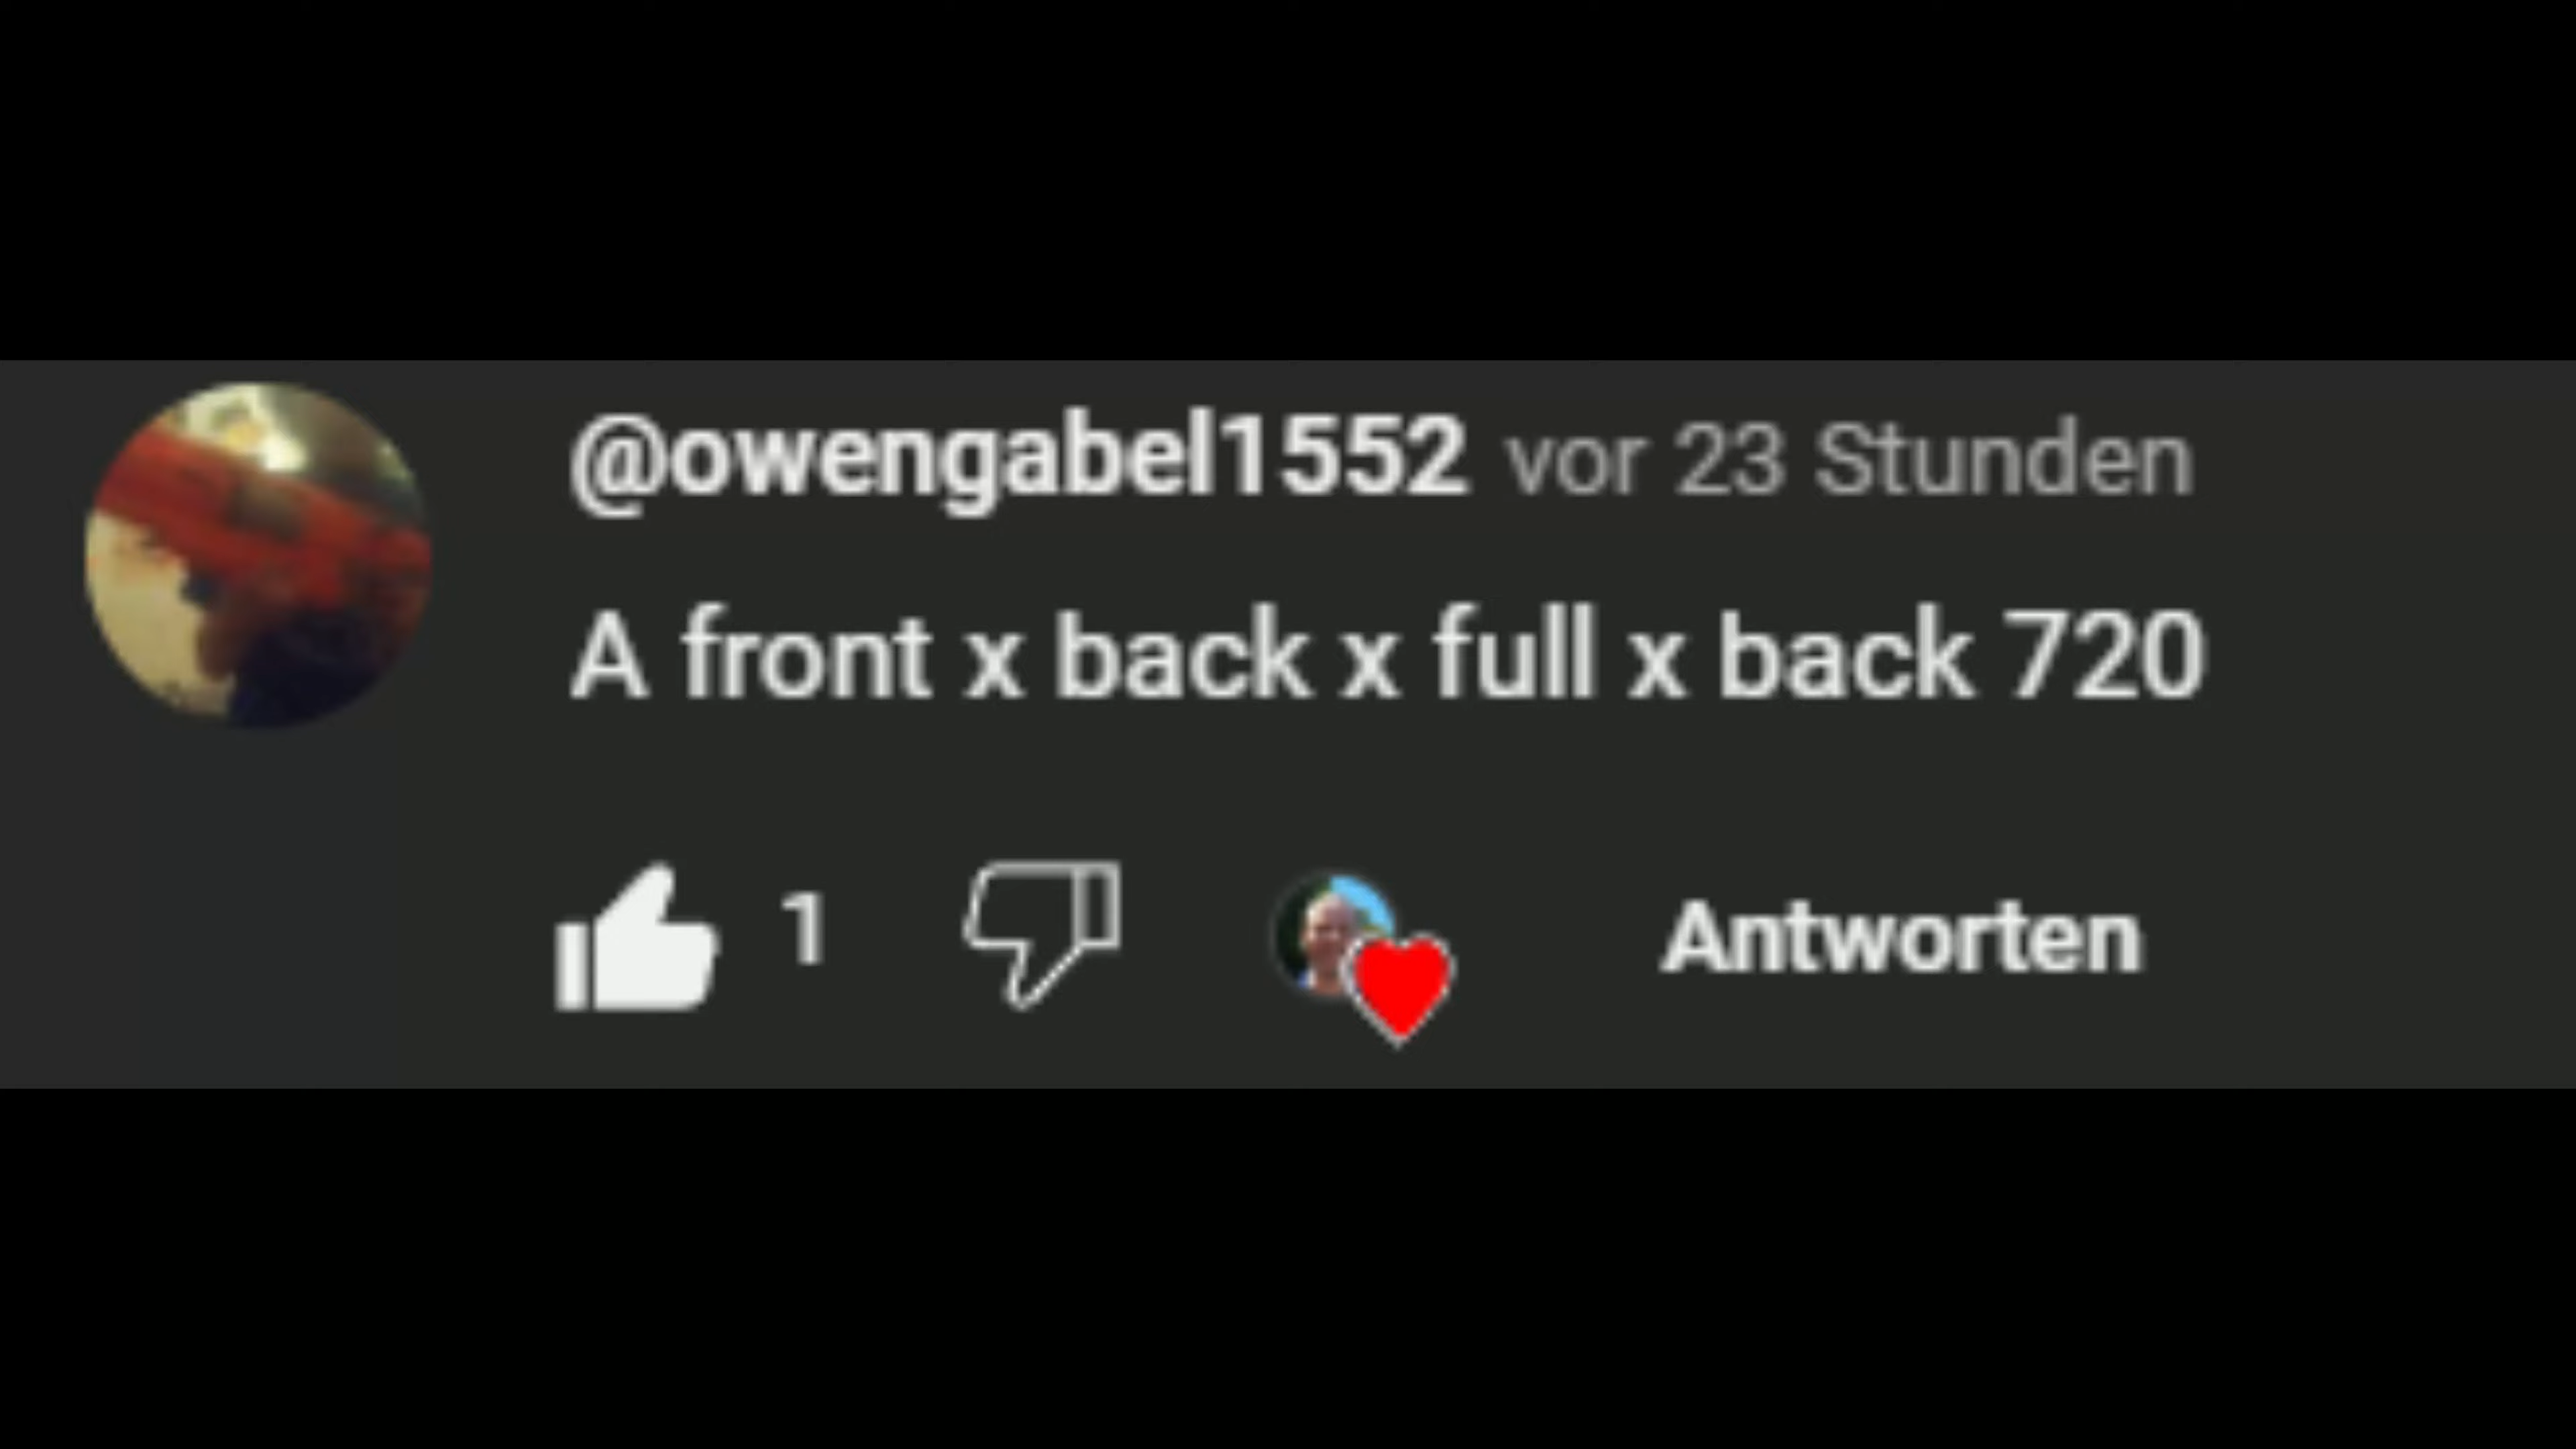 @owengabel1552 vor 23 Stunden
A front x back x full x back 720
1
Antworten